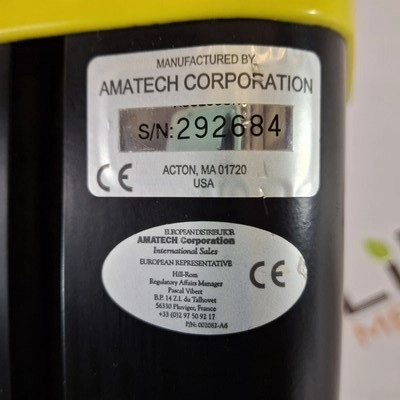 MANUFACTURED BY
AMATECH CORPORATION
S/N: 292684
CE
ACTON, MA 01720
USA
EUROPEAN DISTRIBUTOR
AMATECH Corporation
International Sales
EUROPEAN REPRESENTATIVE
Hill-Rom
Regulatory Affairs Manager
Pascal Vibert
B.P. 14 Z.I. du Talhouet
56330 Pluvigner, France
+33 (0)2 97 50 92 17
P/N: 001082-A8
CE